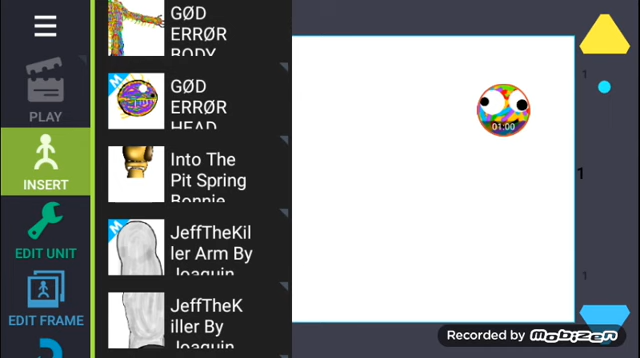 GØD
ERRØR
BODY
GØD
ERRØR
HEAD
Into The
Pit Spring
Bonnie
JeffTheKil
ler Arm By
Joaquin
JeffTheK
iller By
Joaquin
PLAY
INSERT
EDIT UNIT
EDIT FRAME
M
M
01:00
1
1
1
Recorded by Mobizen